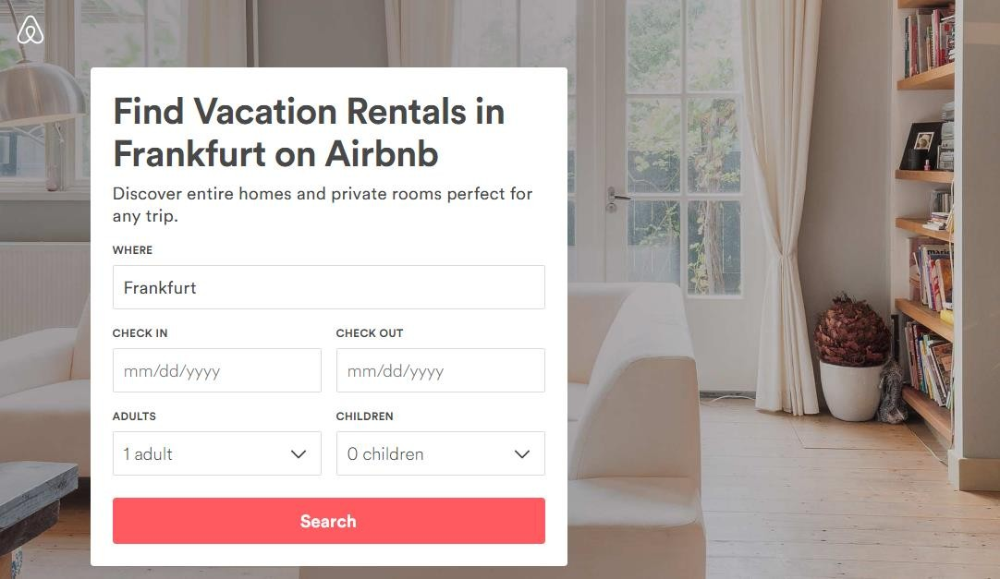 Find Vacation Rentals in
Frankfurt on Airbnb
Discover entire homes and private rooms perfect for
any trip.
WHERE
Frankfurt
CHECK IN
CHECK OUT
mm/dd/yyyy
mm/dd/yyyy
ADULTS
CHILDREN
1 adult
0 children
Search